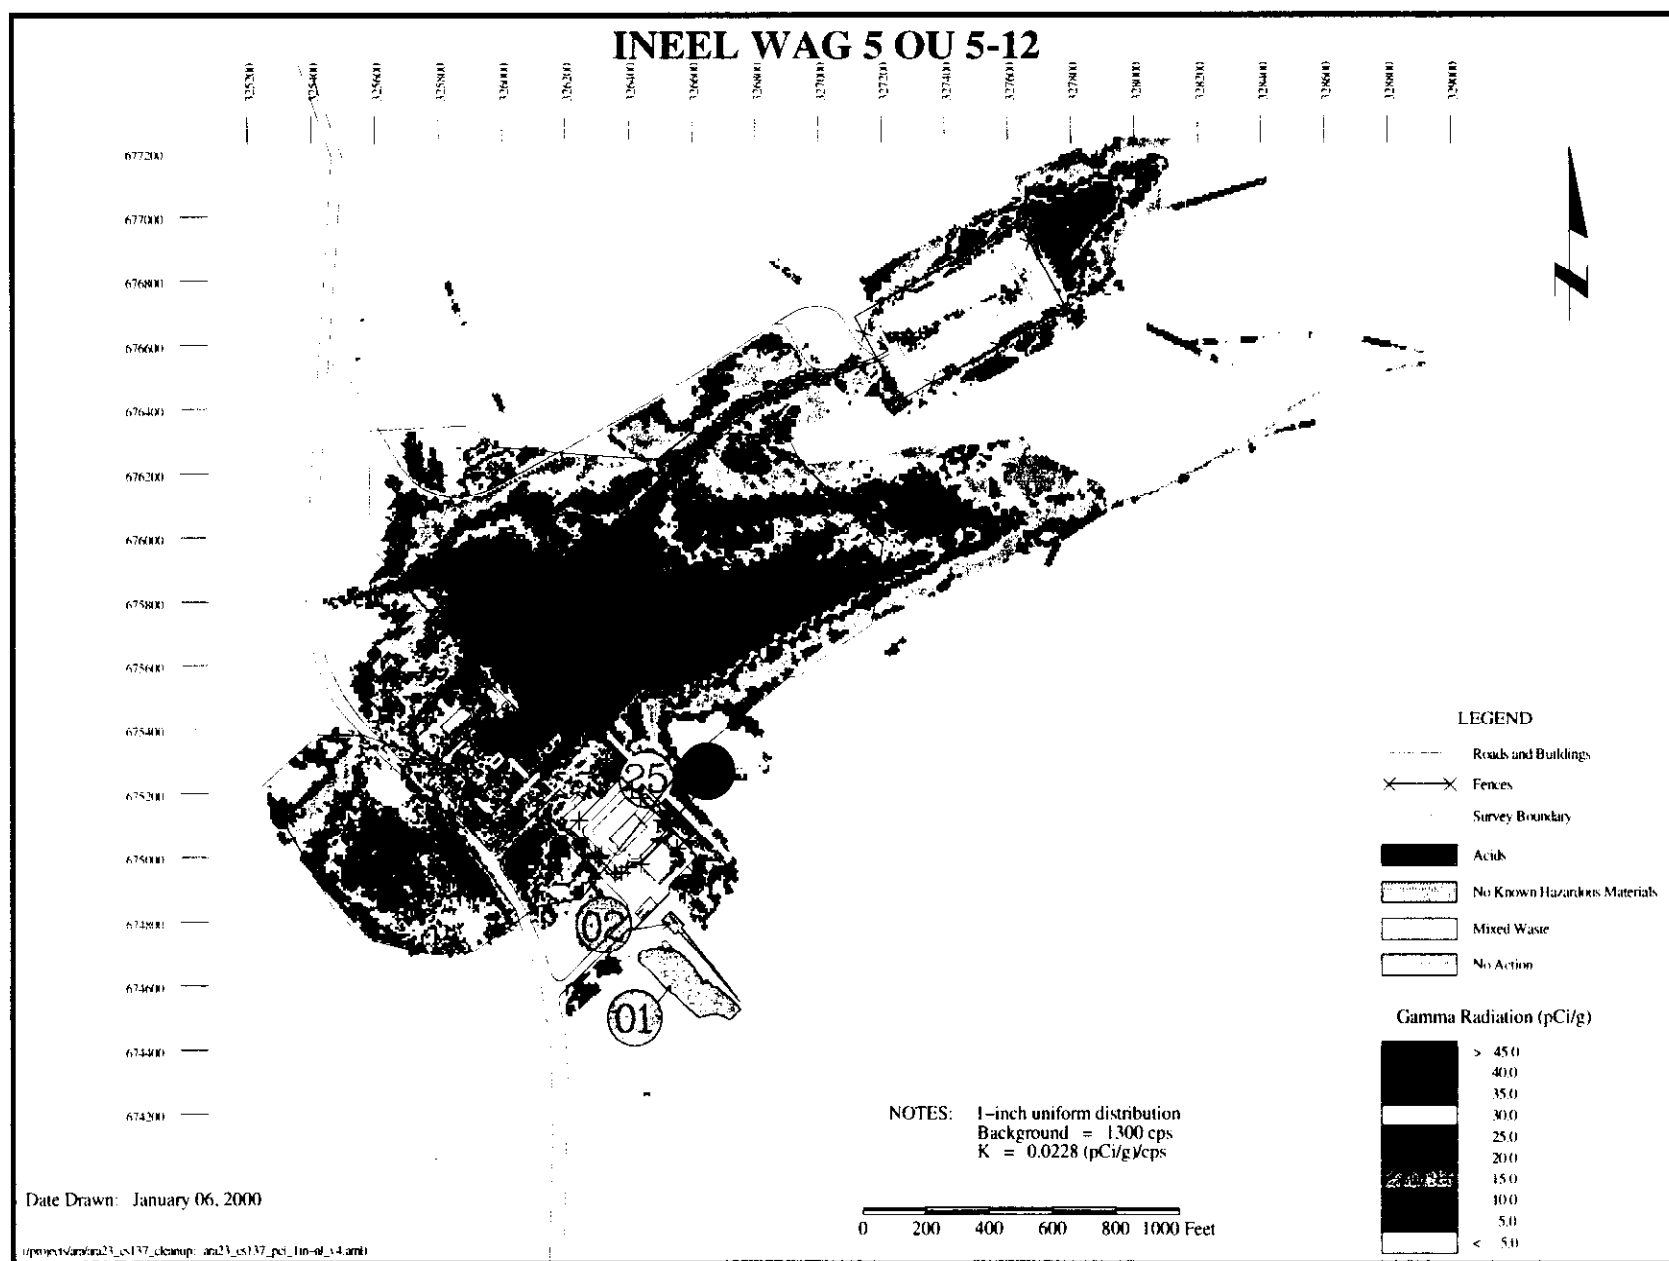 INEEL WAG 5 OU 5-12
325200 325400 325600 325800 326000 326200 326400 326600 326800 327000 327200 327400 327600 327800 328000 328200 328400 328600 328800 329000
677200
677000
676800
676600
676400
676200
676000
675800
675600
675400
675200
675000
674800
674600
674400
674200
25
02
01
Z
LEGEND
Roads and Buildings
Fences
Survey Boundary
Acids
No Known Hazardous Materials
Mixed Waste
No Action
Gamma Radiation (pCi/g)
> 45.0
40.0
35.0
30.0
25.0
20.0
15.0
10.0
5.0
< 5.0
NOTES: 1-inch uniform distribution
Background = 1300 cps
K = 0.0228 (pCi/g)/cps
Date Drawn: January 06, 2000
0 200 400 600 800 1000 Feet